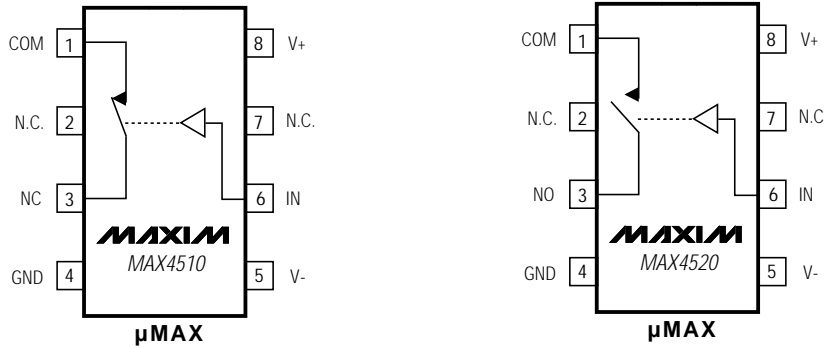 COM 1 8 V+
N.C. 2 7 N.C.
NC 3 6 IN
MAXIM
MAX4510
GND 4 5 V-
µMAX
COM 1 8 V+
N.C. 2 7 N.C
NO 3 6 IN
MAXIM
MAX4520
GND 4 5 V-
µMAX